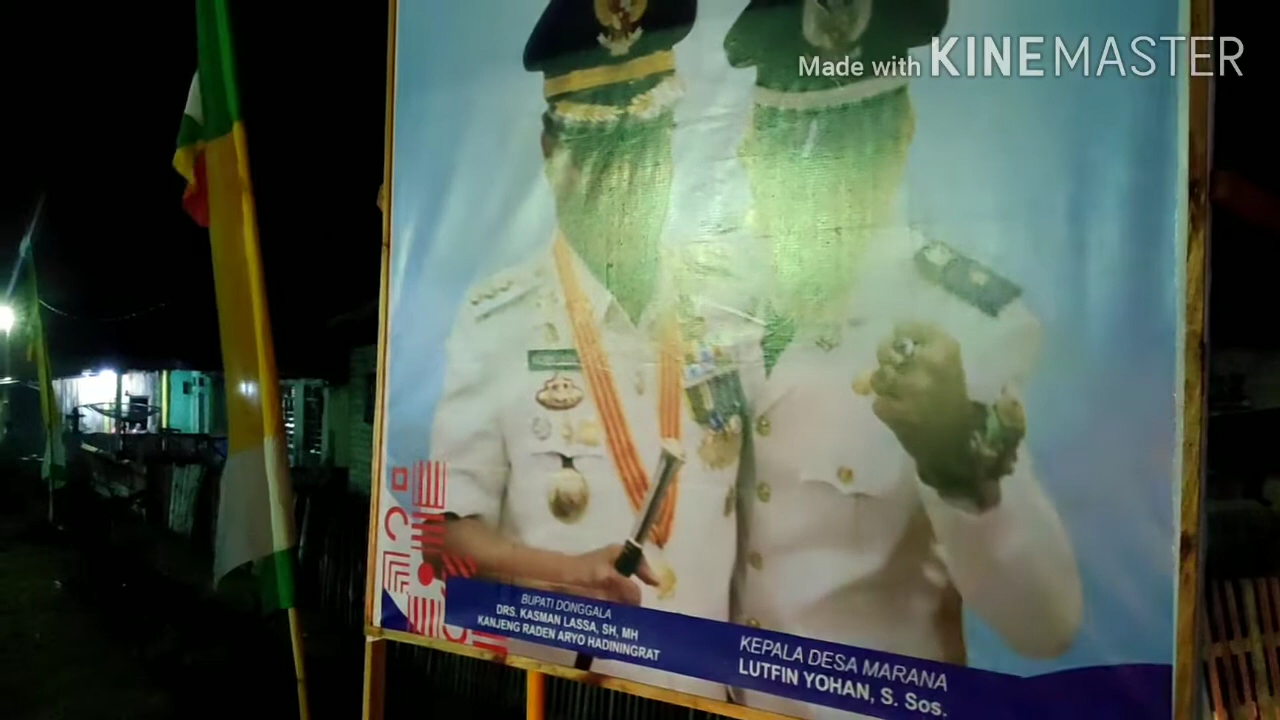 Made with KINEMASTER
BUPATI DONGGALA
DRS. KASMAN LASSA, SH, MH
KANJENG RADEN ARYO HADININGRAT
KEPALA DESA MARANA
LUTFIN YOHAN, S. Sos.